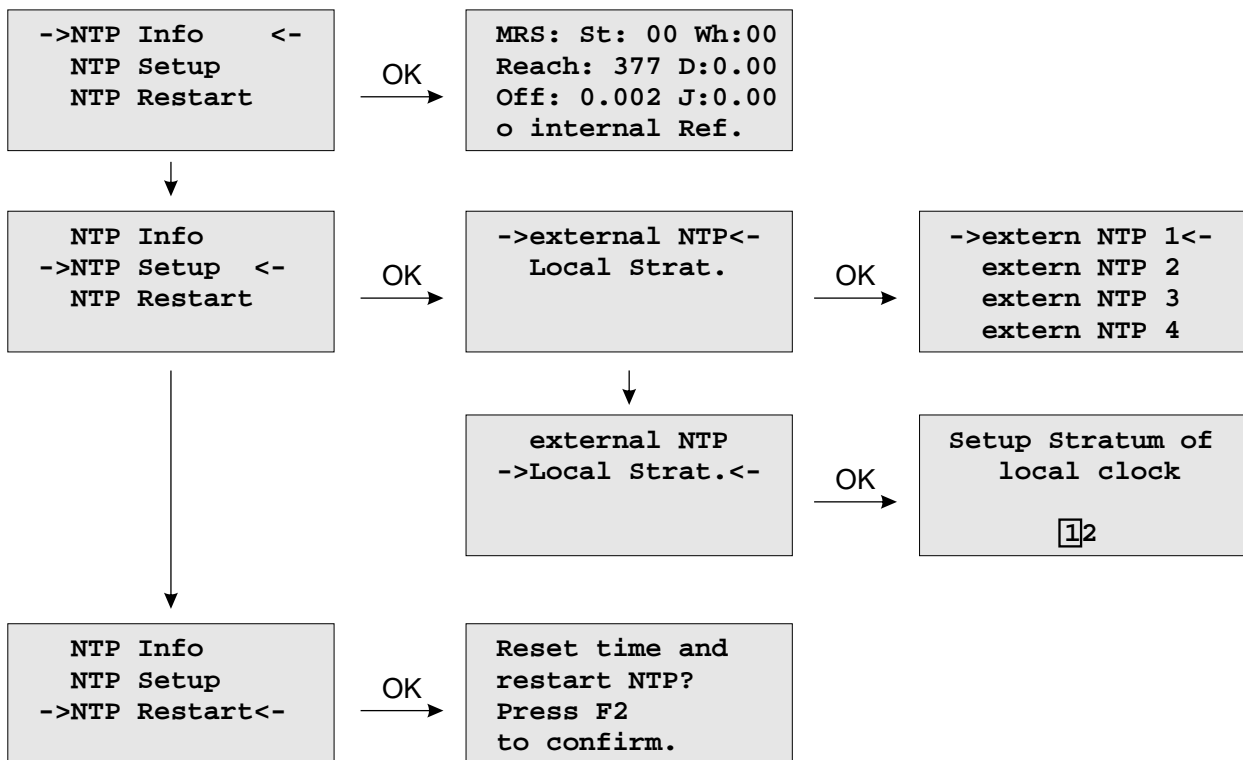 ->NTP Info <-
NTP Setup
NTP Restart
OK
MRS: St: 00 Wh:00
Reach: 377 D:0.00
Off: 0.002 J:0.00
o internal Ref.
NTP Info
->NTP Setup <-
NTP Restart
OK
->external NTP<-
Local Strat.
OK
->extern NTP 1<-
extern NTP 2
extern NTP 3
extern NTP 4
external NTP
->Local Strat.<-
OK
Setup Stratum of
local clock
12
NTP Info
NTP Setup
->NTP Restart<-
OK
Reset time and
restart NTP?
Press F2
to confirm.